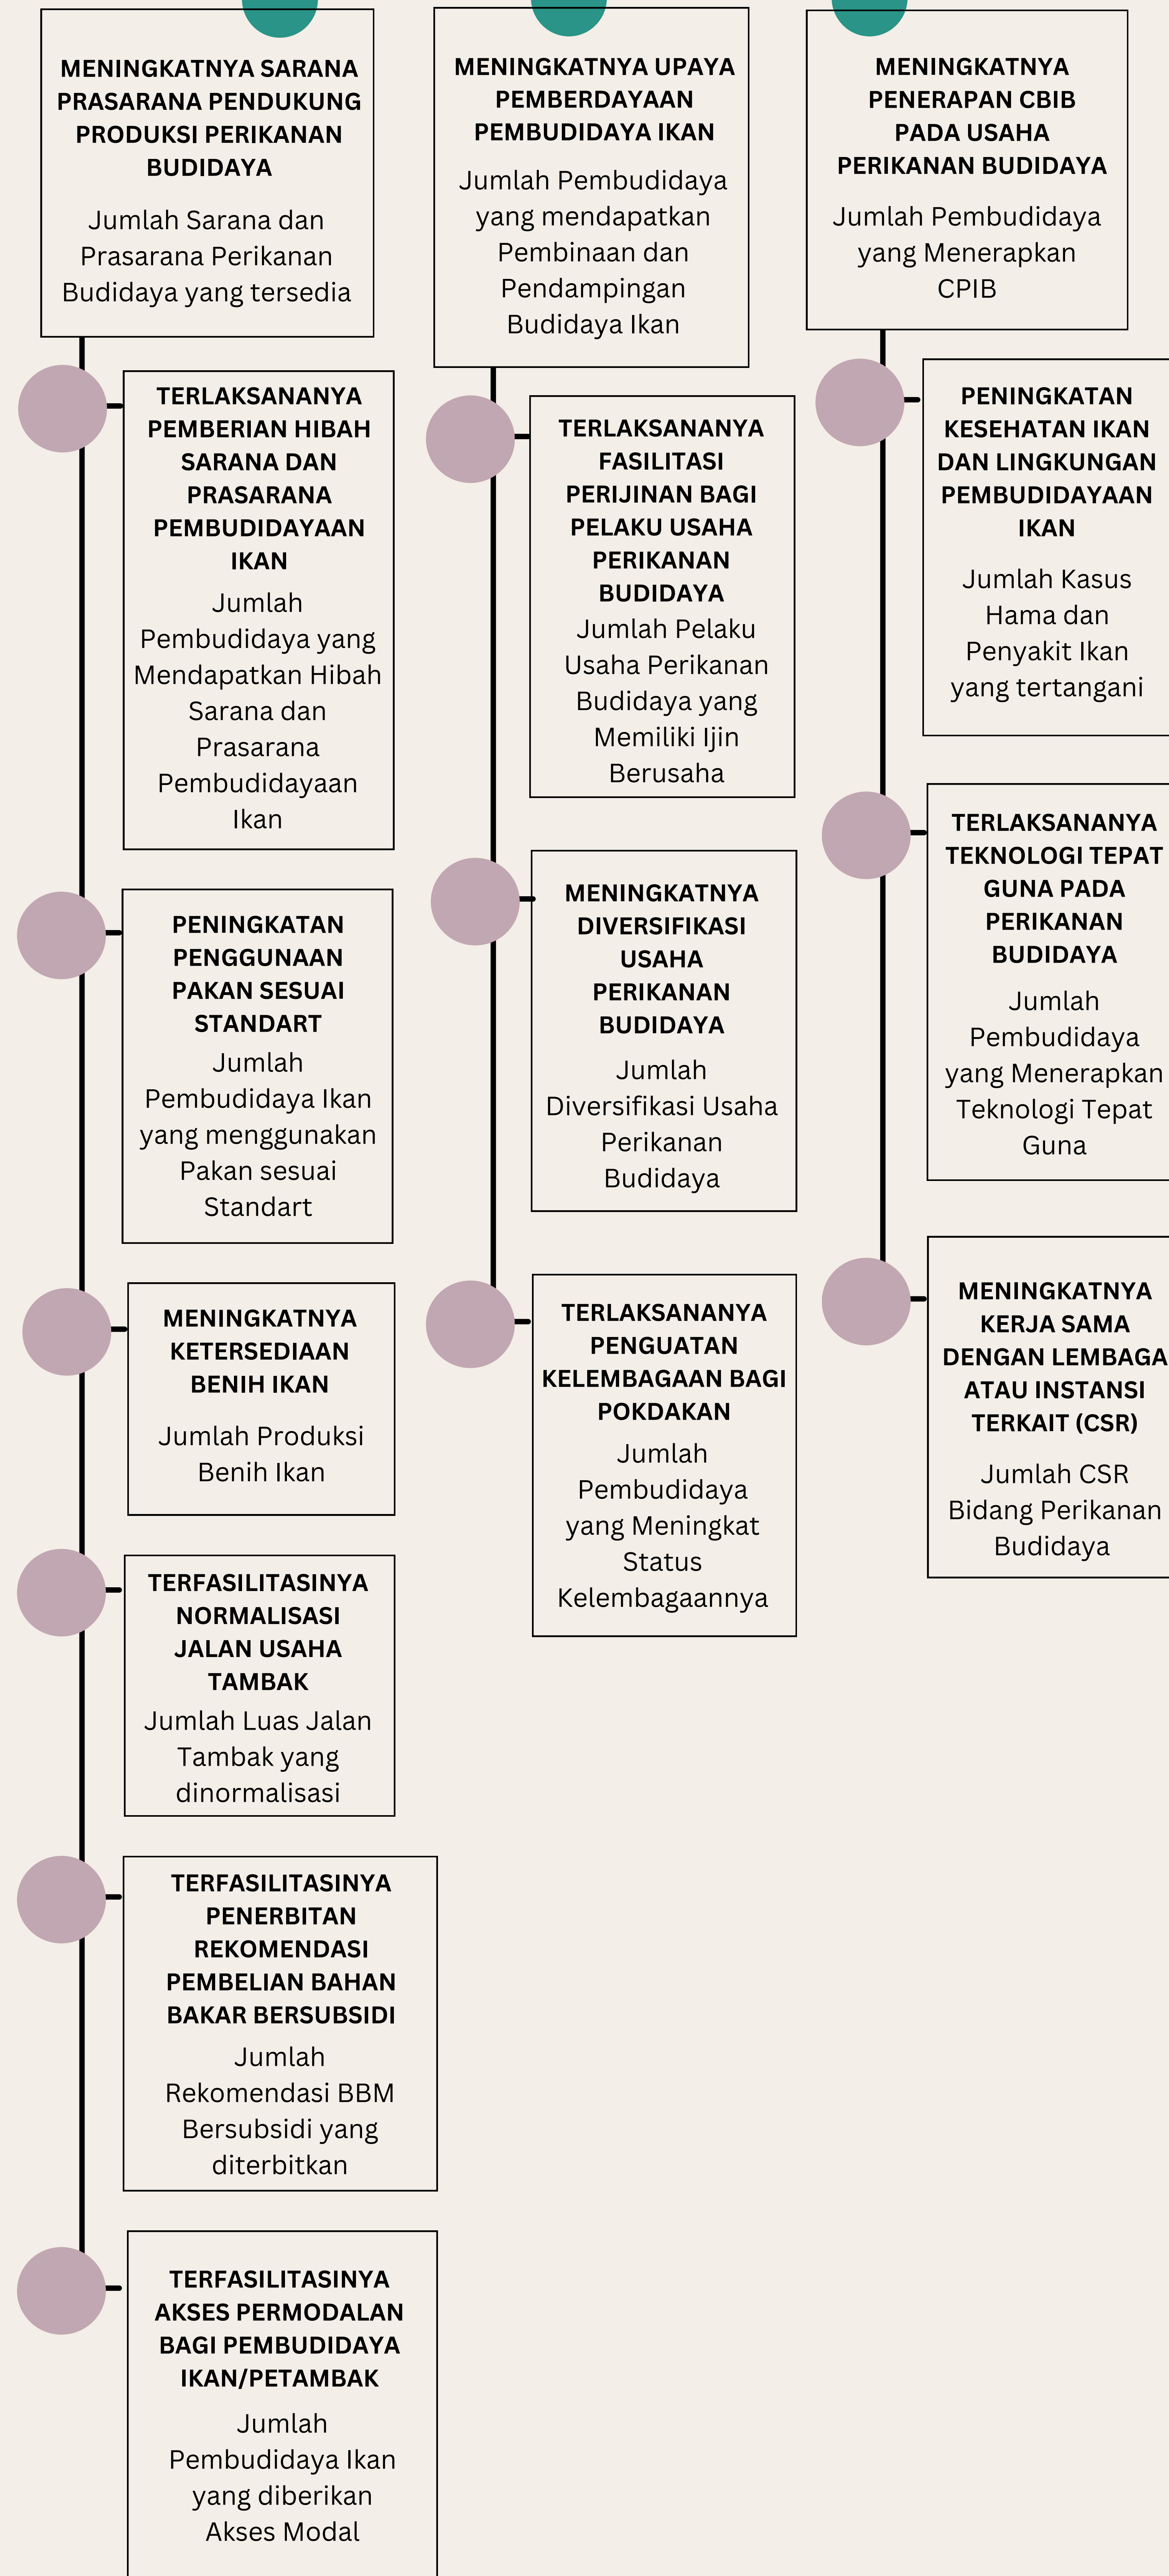 MENINGKATNYA SARANA
PRASARANA PENDUKUNG
PRODUKSI PERIKANAN
BUDIDAYA
Jumlah Sarana dan
Prasarana Perikanan
Budidaya yang tersedia
TERLAKSANANYA
PEMBERIAN HIBAH
SARANA DAN
PRASARANA
PEMBUDIDAYAAN
IKAN
Jumlah
Pembudidaya yang
Mendapatkan Hibah
Sarana dan
Prasarana
Pembudidayaan
Ikan
PENINGKATAN
PENGGUNAAN
PAKAN SESUAI
STANDART
Jumlah
Pembudidaya Ikan
yang menggunakan
Pakan sesuai
Standart
MENINGKATNYA
KETERSEDIAAN
BENIH IKAN
Jumlah Produksi
Benih Ikan
TERFASILITASINYA
NORMALISASI
JALAN USAHA
TAMBAK
Jumlah Luas Jalan
Tambak yang
dinormalisasi
TERFASILITASINYA
PENERBITAN
REKOMENDASI
PEMBELIAN BAHAN
BAKAR BERSUBSIDI
Jumlah
Rekomendasi BBM
Bersubsidi yang
diterbitkan
TERFASILITASINYA
AKSES PERMODALAN
BAGI PEMBUDIDAYA
IKAN/PETAMBAK
Jumlah
Pembudidaya Ikan
yang diberikan
Akses Modal
MENINGKATNYA UPAYA
PEMBERDAYAAN
PEMBUDIDAYA IKAN
Jumlah Pembudidaya
yang mendapatkan
Pembinaan dan
Pendampingan
Budidaya Ikan
TERLAKSANANYA
FASILITASI
PERIJINAN BAGI
PELAKU USAHA
PERIKANAN
BUDIDAYA
Jumlah Pelaku
Usaha Perikanan
Budidaya yang
Memiliki Ijin
Berusaha
MENINGKATNYA
DIVERSIFIKASI
USAHA
PERIKANAN
BUDIDAYA
Jumlah
Diversifikasi Usaha
Perikanan
Budidaya
TERLAKSANANYA
PENGUATAN
KELEMBAGAAN BAGI
POKDAKAN
Jumlah
Pembudidaya
yang Meningkat
Status
Kelembagaannya
MENINGKATNYA
PENERAPAN CBIB
PADA USAHA
PERIKANAN BUDIDAYA
Jumlah Pembudidaya
yang Menerapkan
CPIB
PENINGKATAN
KESEHATAN IKAN
DAN LINGKUNGAN
PEMBUDIDAYAAN
IKAN
Jumlah Kasus
Hama dan
Penyakit Ikan
yang tertangani
TERLAKSANANYA
TEKNOLOGI TEPAT
GUNA PADA
PERIKANAN
BUDIDAYA
Jumlah
Pembudidaya
yang Menerapkan
Teknologi Tepat
Guna
MENINGKATNYA
KERJA SAMA
DENGAN LEMBAGA
ATAU INSTANSI
TERKAIT (CSR)
Jumlah CSR
Bidang Perikanan
Budidaya